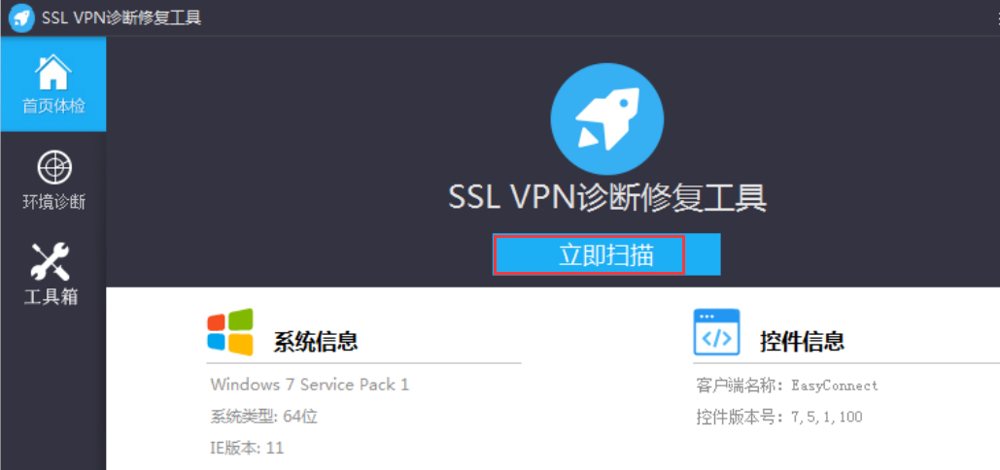 SSL VPN诊断修复工具
首页体检
环境诊断
工具箱
SSL VPN诊断修复工具
立即扫描
系统信息
Windows 7 Service Pack 1
系统类型: 64位
IE版本: 11
控件信息
客户端名称: EasyConnect
控件版本号: 7,5,1,100